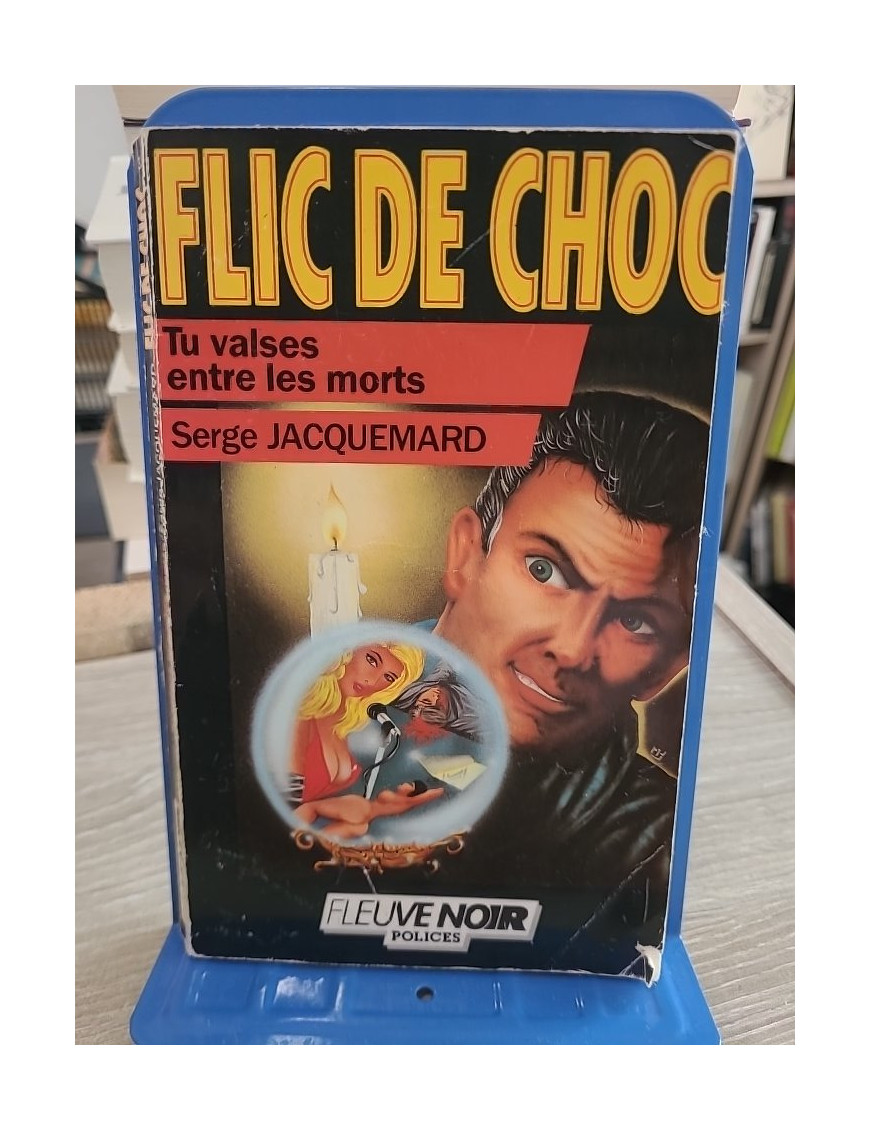 FLIC DE CHOC
Tu valses
entre les morts
Serge JACQUEMARD
FLEUVE NOIR
POLICES